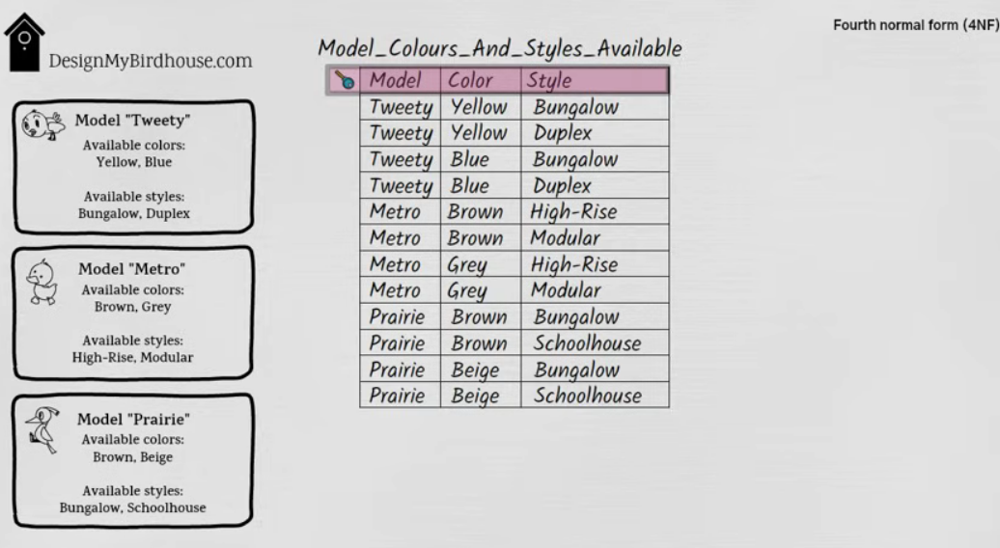 DesignMyBirdhouse.com
Fourth normal form (4NF)
Model "Tweety"
Available colors:
Yellow, Blue
Available styles:
Bungalow, Duplex
Model "Metro"
Available colors:
Brown, Grey
Available styles:
High-Rise, Modular
Model "Prairie"
Available colors:
Brown, Beige
Available styles:
Bungalow, Schoolhouse
Model_Colours_And_Styles_Available
Model Color Style
Tweety Yellow Bungalow
Tweety Yellow Duplex
Tweety Blue Bungalow
Tweety Blue Duplex
Metro Brown High-Rise
Metro Brown Modular
Metro Grey High-Rise
Metro Grey Modular
Prairie Brown Bungalow
Prairie Brown Schoolhouse
Prairie Beige Bungalow
Prairie Beige Schoolhouse